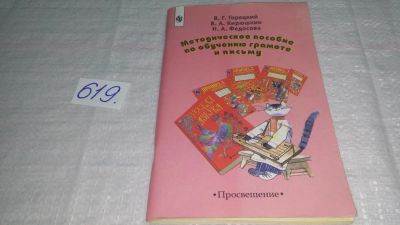 В. Г. Горецкий
В. А. Кирюшкин
Н. А. Федосова
Методическое пособие
по обучению грамоте
и письму
619.
•Просвещение•